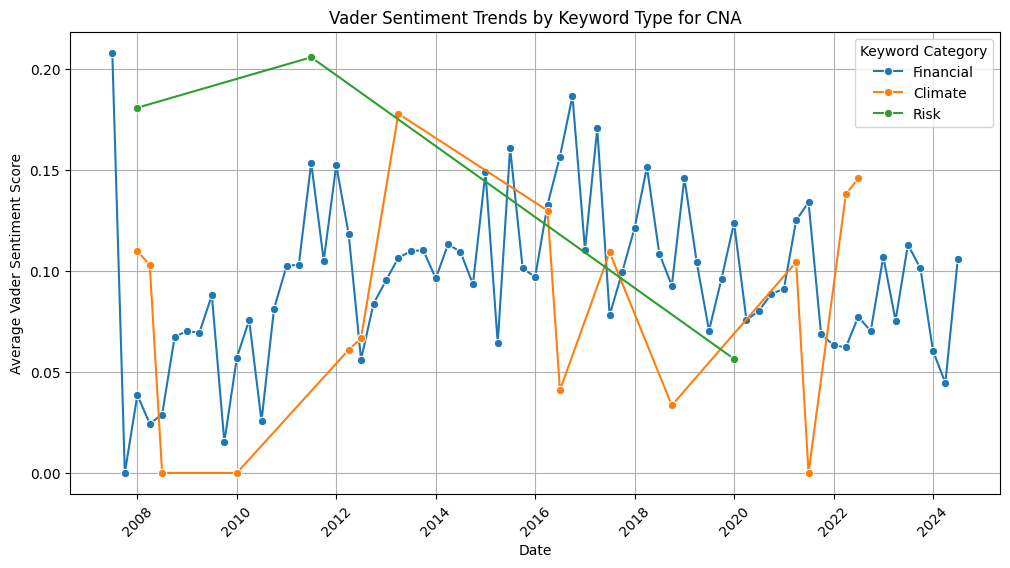 Vader Sentiment Trends by Keyword Type for CNA
Keyword Category
Financial
Climate
Risk
Average Vader Sentiment Score
0.20
0.15
0.10
0.05
0.00
2008
2010
2012
2014
2016
2018
2020
2022
2024
Date